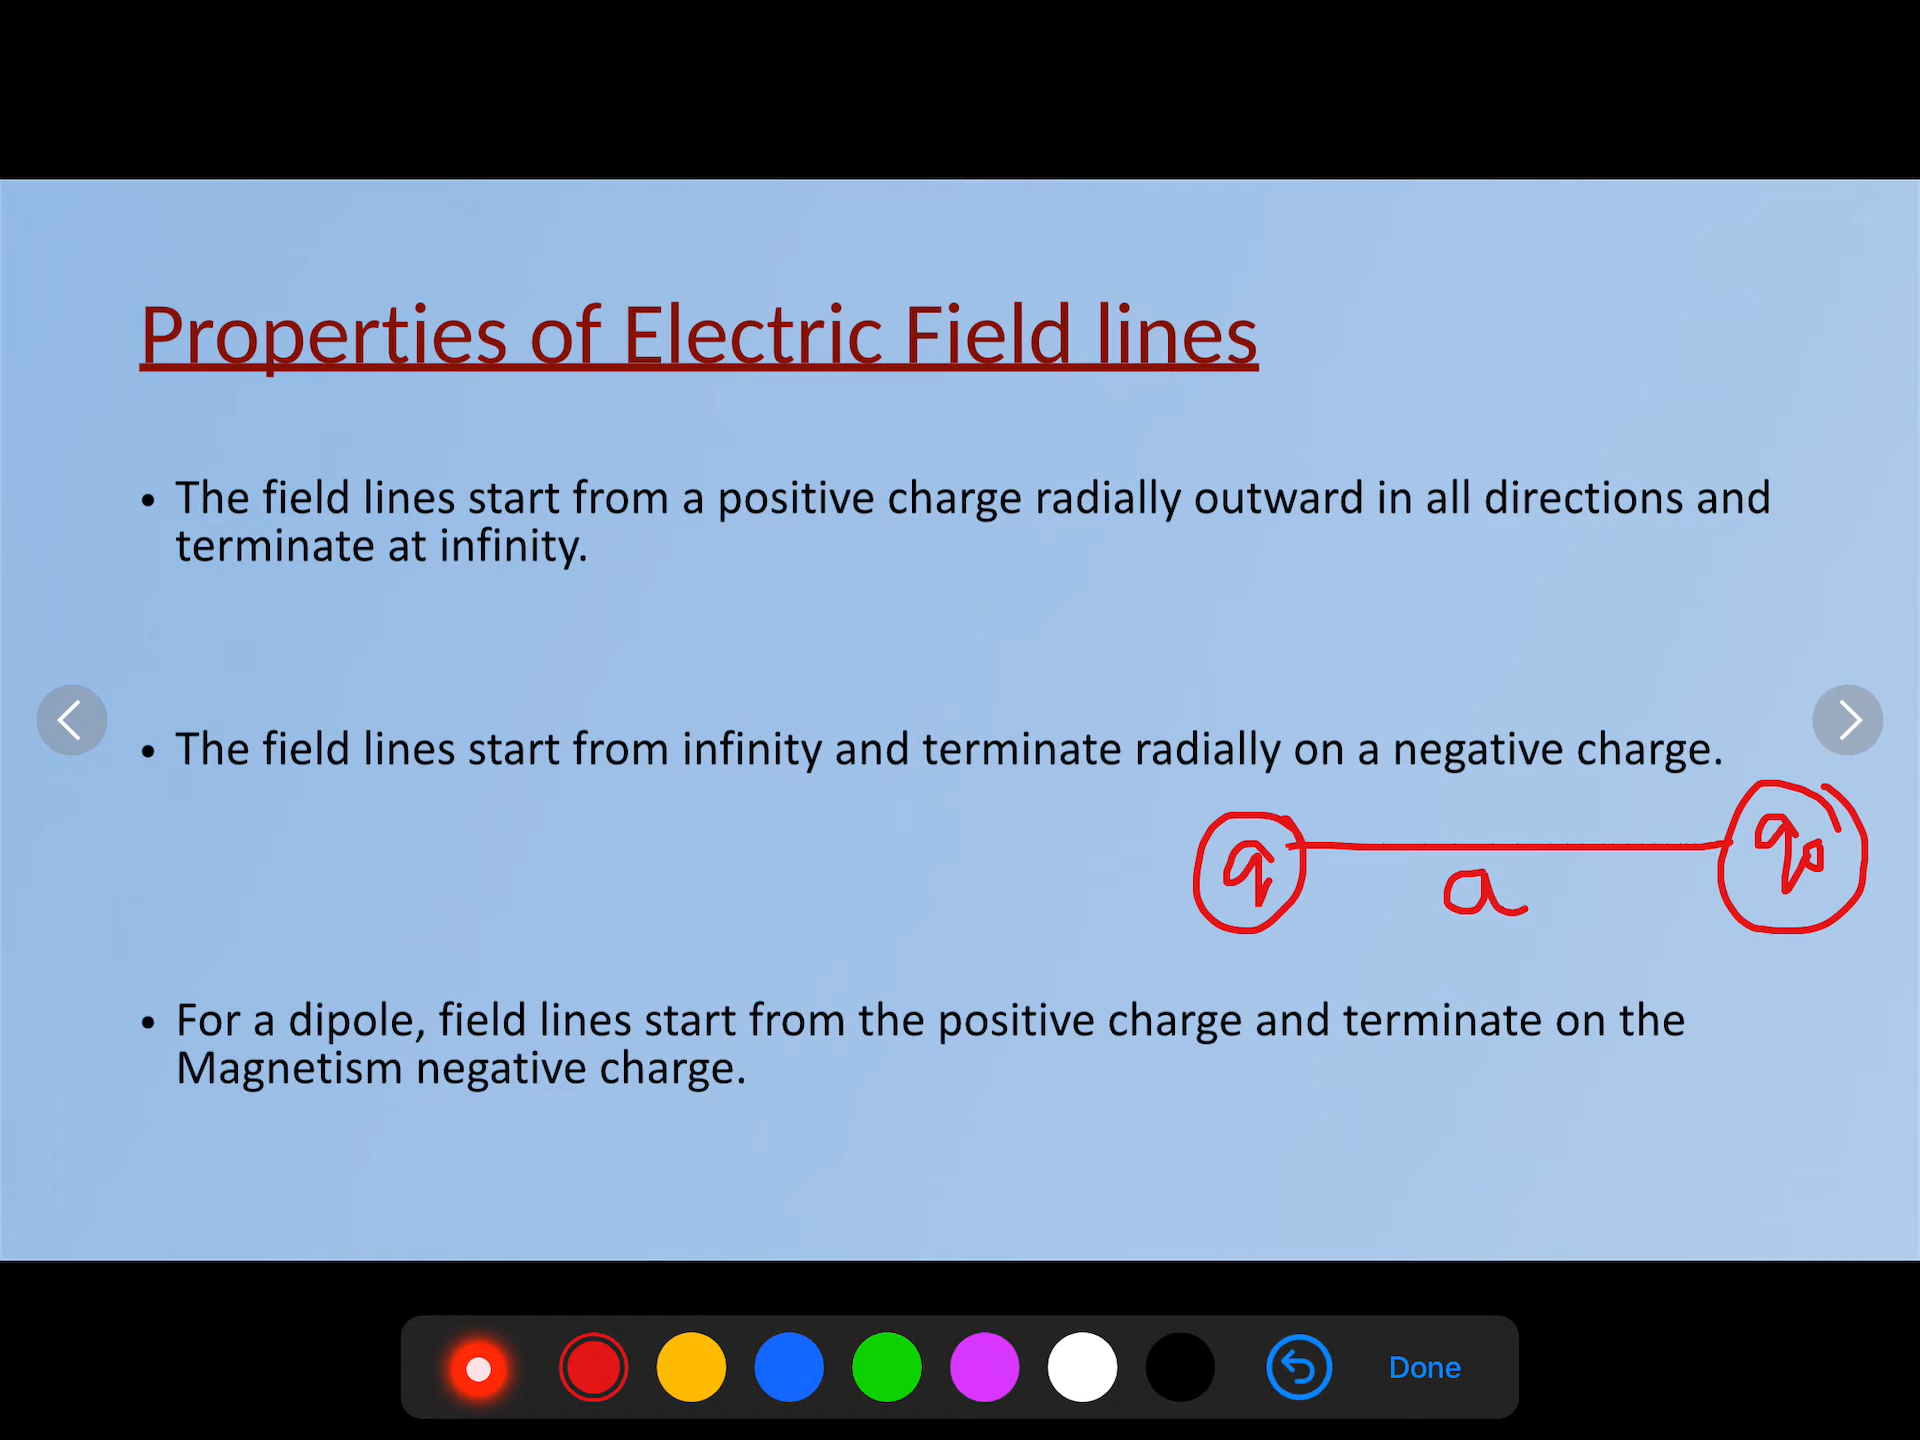 Properties of Electric Field lines
• The field lines start from a positive charge radially outward in all directions and
terminate at infinity.
• The field lines start from infinity and terminate radially on a negative charge.
q a q₀
• For a dipole, field lines start from the positive charge and terminate on the
Magnetism negative charge.
Done